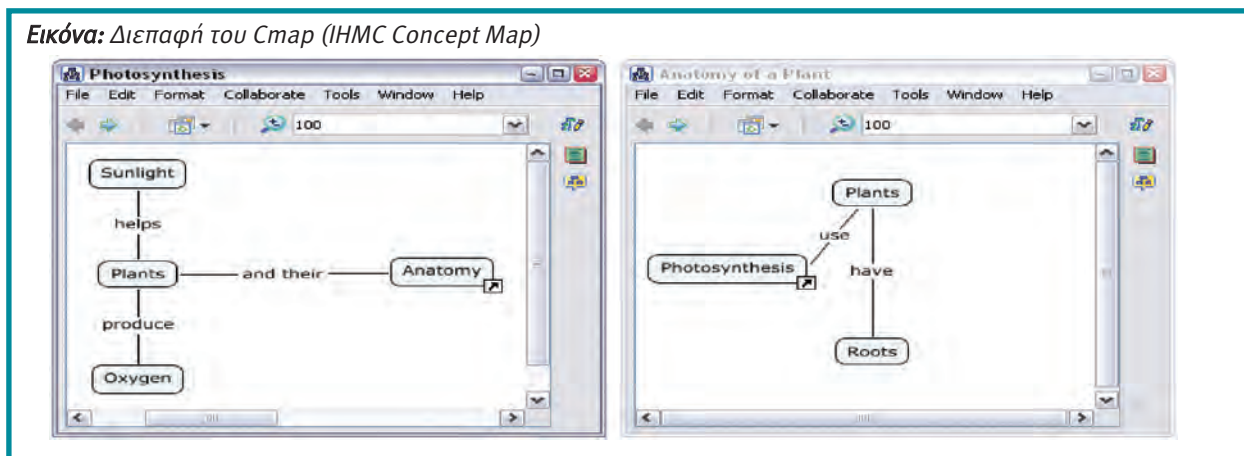 Εικόνα: Διεπαφή του Cmap (IHMC Concept Map)
Photosynthesis
File Edit Format Collaborate Tools Window Help
100
Sunlight
helps
Plants and their Anatomy
produce
Oxygen
Anatomy of a Plant
File Edit Format Collaborate Tools Window Help
100
Plants
use
Photosynthesis have
Roots